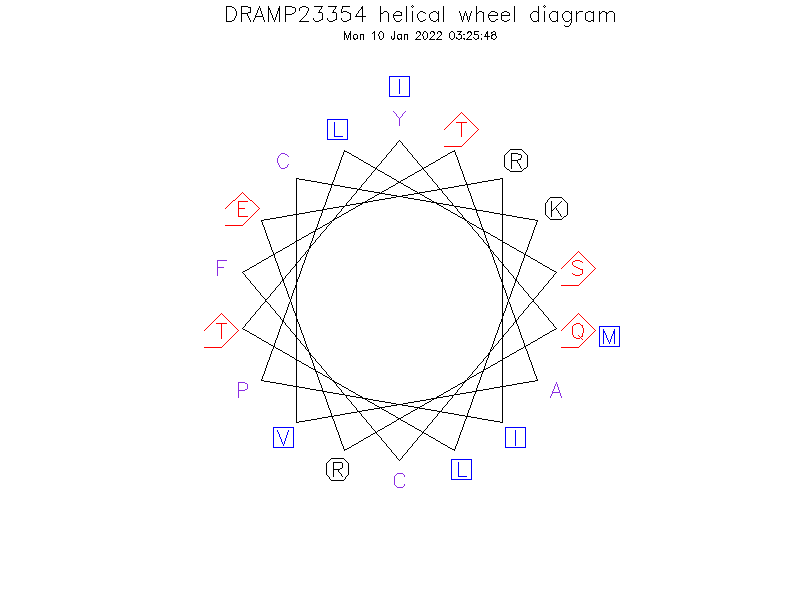 DRAMP23354 helical wheel diagram
Mon 10 Jan 2022 03:25:48
I
Y
L
T
C
R
E
K
F
S
T
Q
M
P
A
V
I
R
L
C